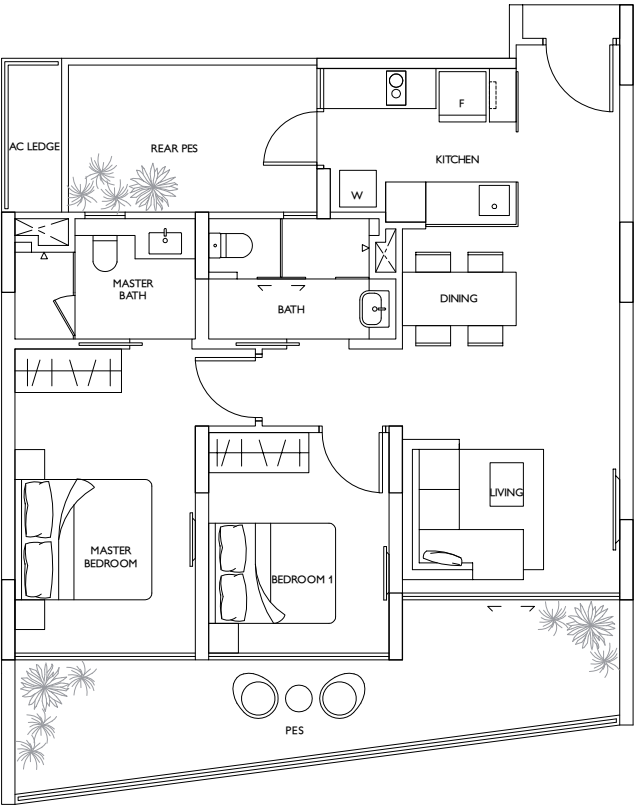 F
AC LEDGE
REAR PES
KITCHEN
W
MASTER
BATH
BATH
DINING
LIVING
MASTER
BEDROOM
BEDROOM 1
PES